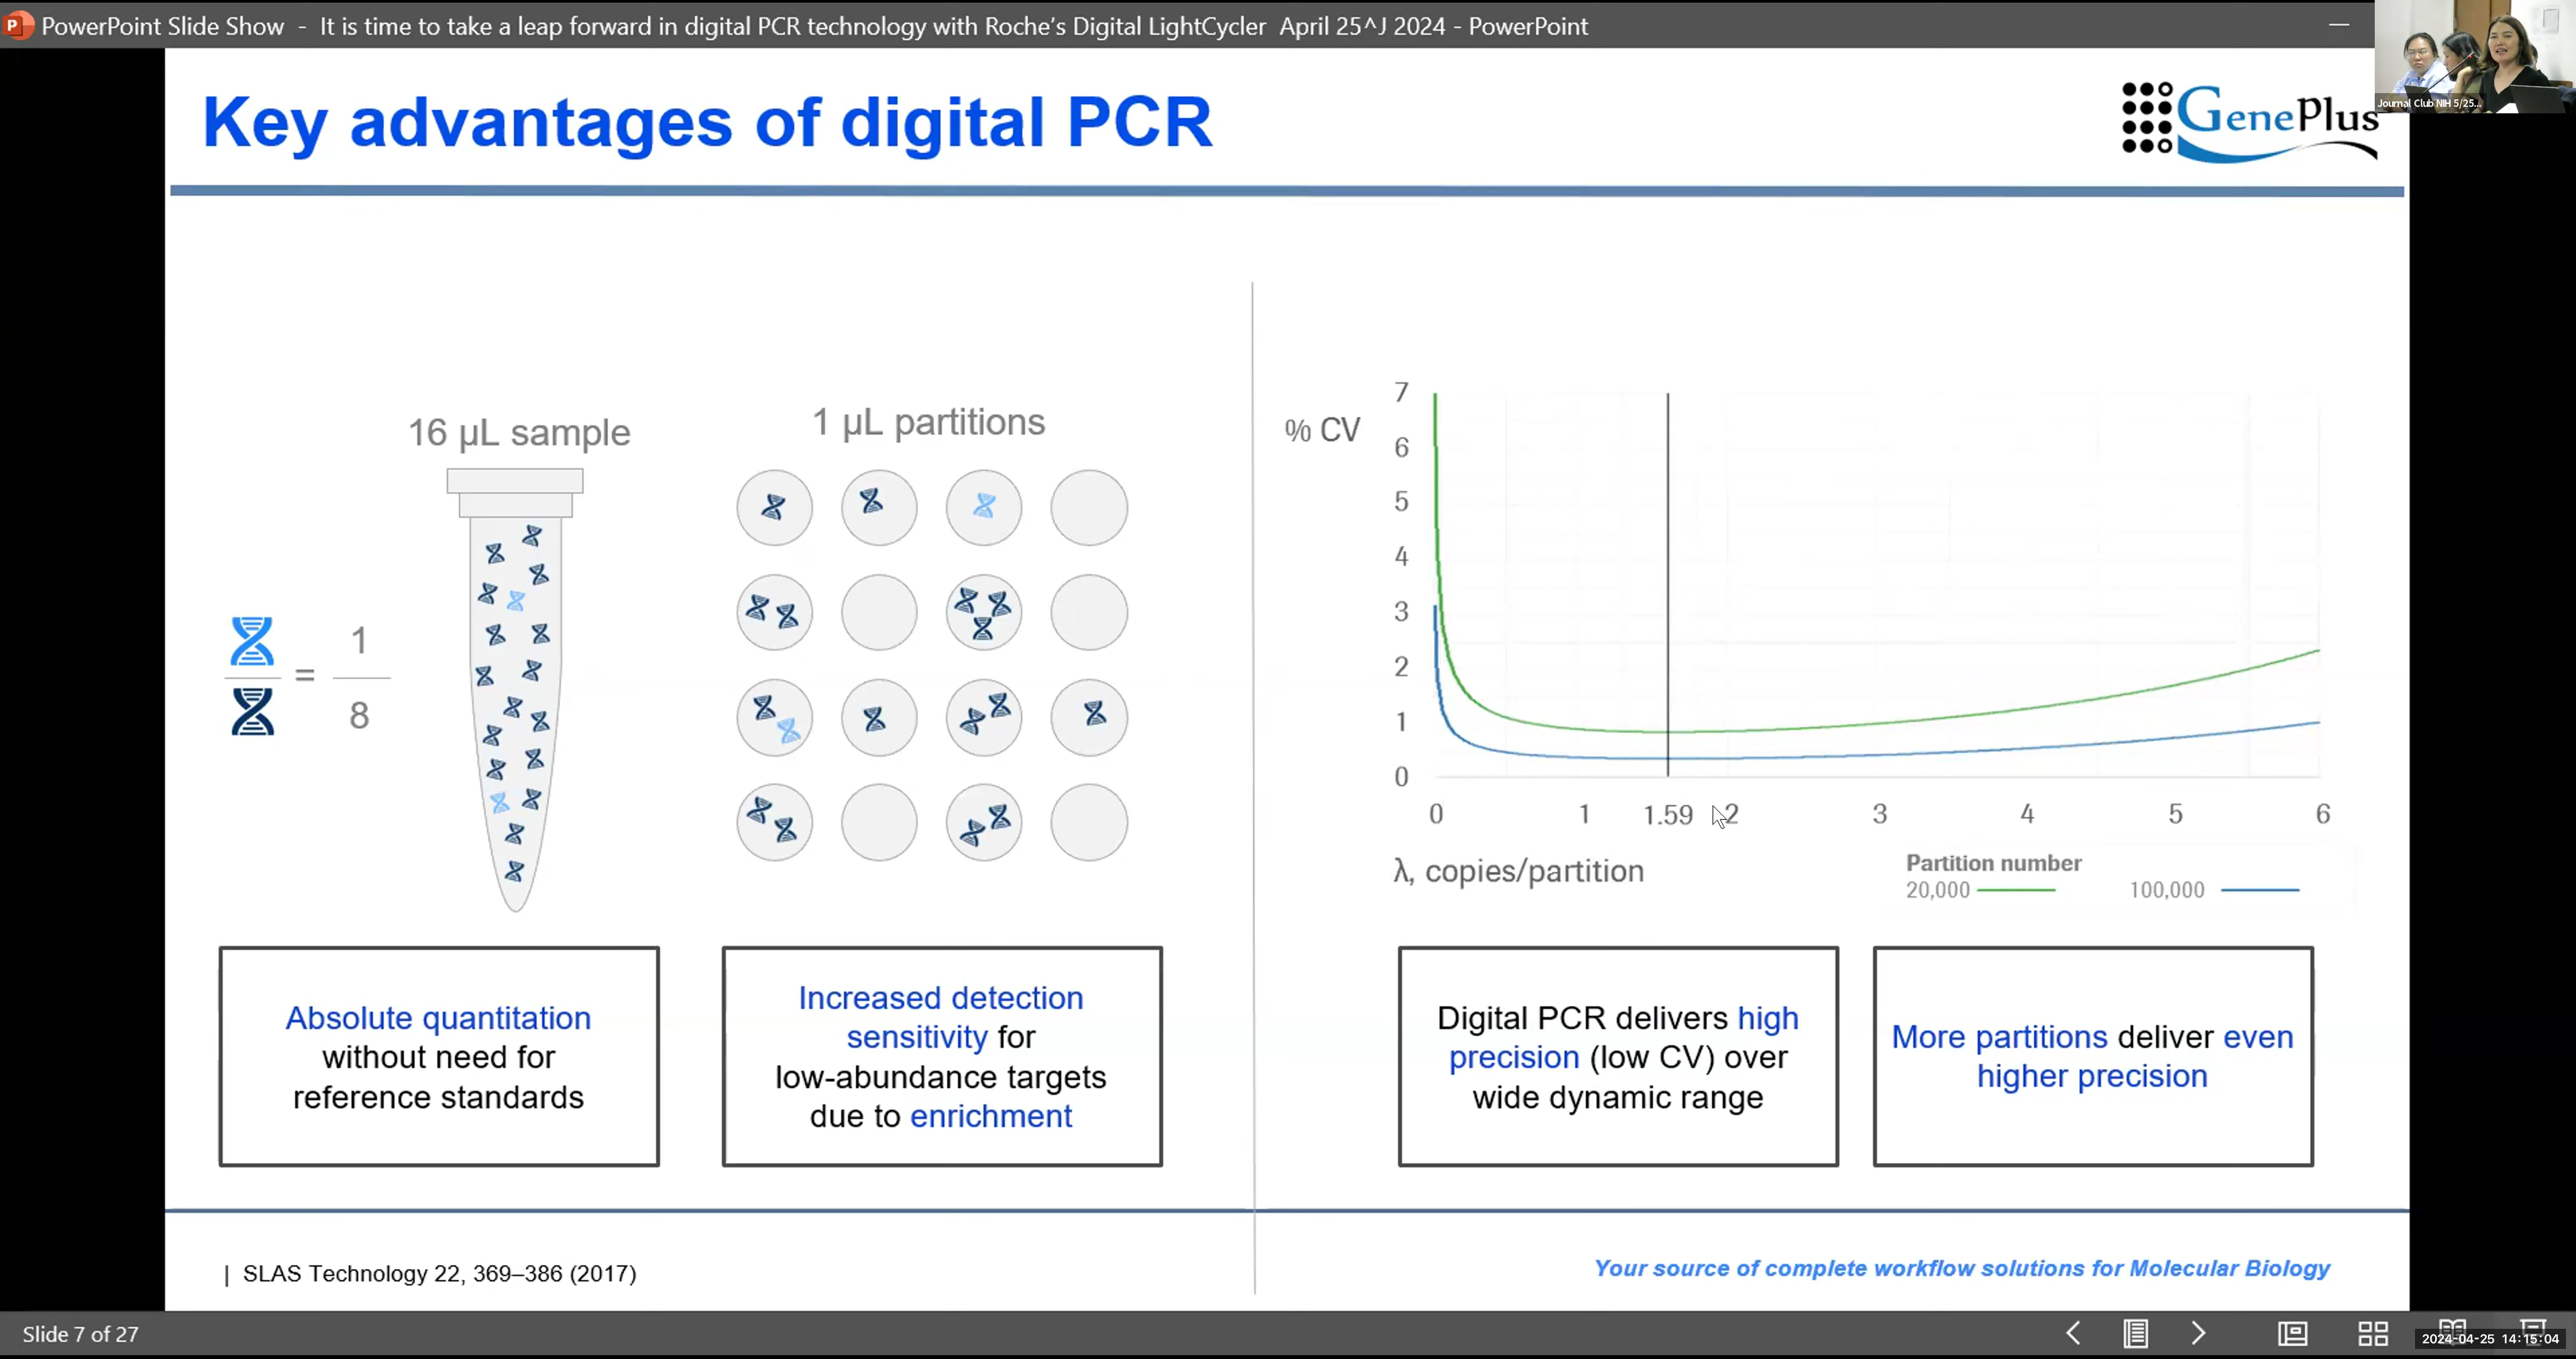 PowerPoint Slide Show - It is time to take a leap forward in digital PCR technology with Roche’s Digital LightCycler April 25^J 2024 - PowerPoint
Journal Club NIH 5/25...
Key advantages of digital PCR
GenePlus
16 µL sample
1 µL partitions
=
1
8
% CV
7
6
5
4
3
2
1
0
0 1 1.59 2 3 4 5 6
λ, copies/partition
Partition number
20,000 100,000
Absolute quantitation
without need for
reference standards
Increased detection
sensitivity for
low-abundance targets
due to enrichment
Digital PCR delivers high
precision (low CV) over
wide dynamic range
More partitions deliver even
higher precision
| SLAS Technology 22, 369–386 (2017)
Your source of complete workflow solutions for Molecular Biology
Slide 7 of 27
2024-04-25 14:15:04